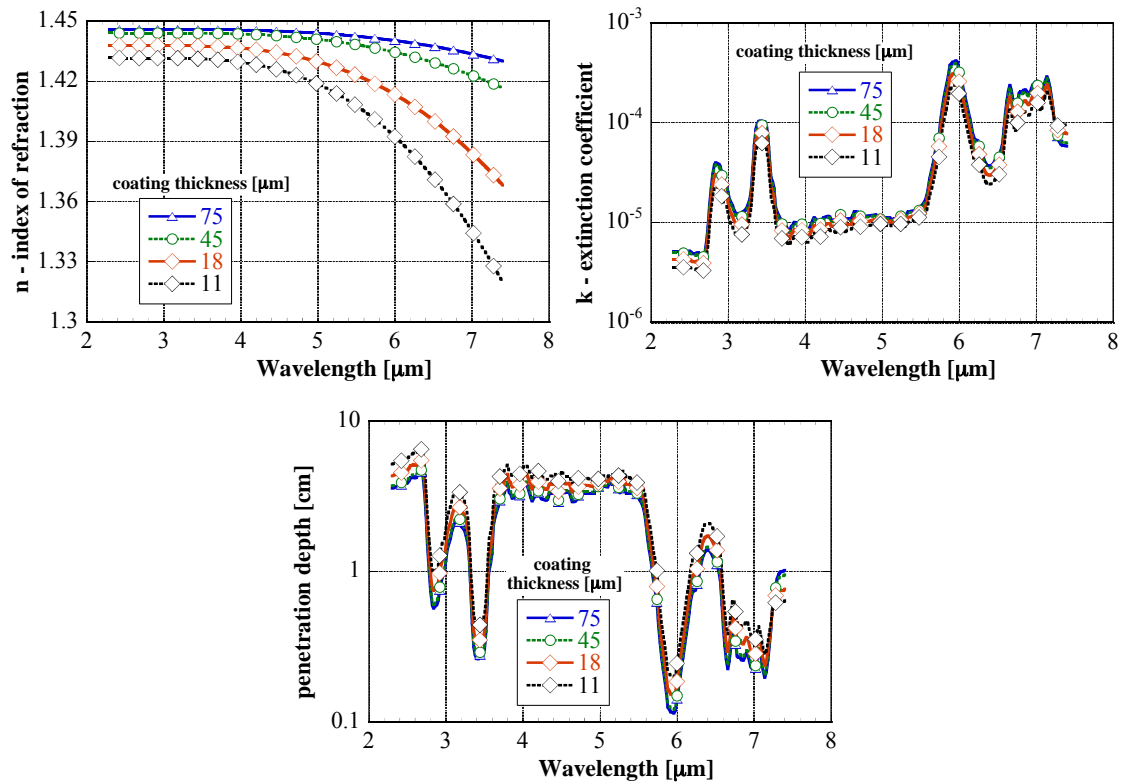 1.45
1.42
1.39
1.36
1.33
1.3
n - index of refraction
coating thickness [μm]
75
45
18
11
2 3 4 5 6 7 8
Wavelength [μm]
10⁻³
10⁻⁴
10⁻⁵
10⁻⁶
k - extinction coefficient
coating thickness [μm]
75
45
18
11
2 3 4 5 6 7 8
Wavelength [μm]
10
1
0.1
penetration depth [cm]
coating
thickness [μm]
75
45
18
11
2 3 4 5 6 7 8
Wavelength [μm]